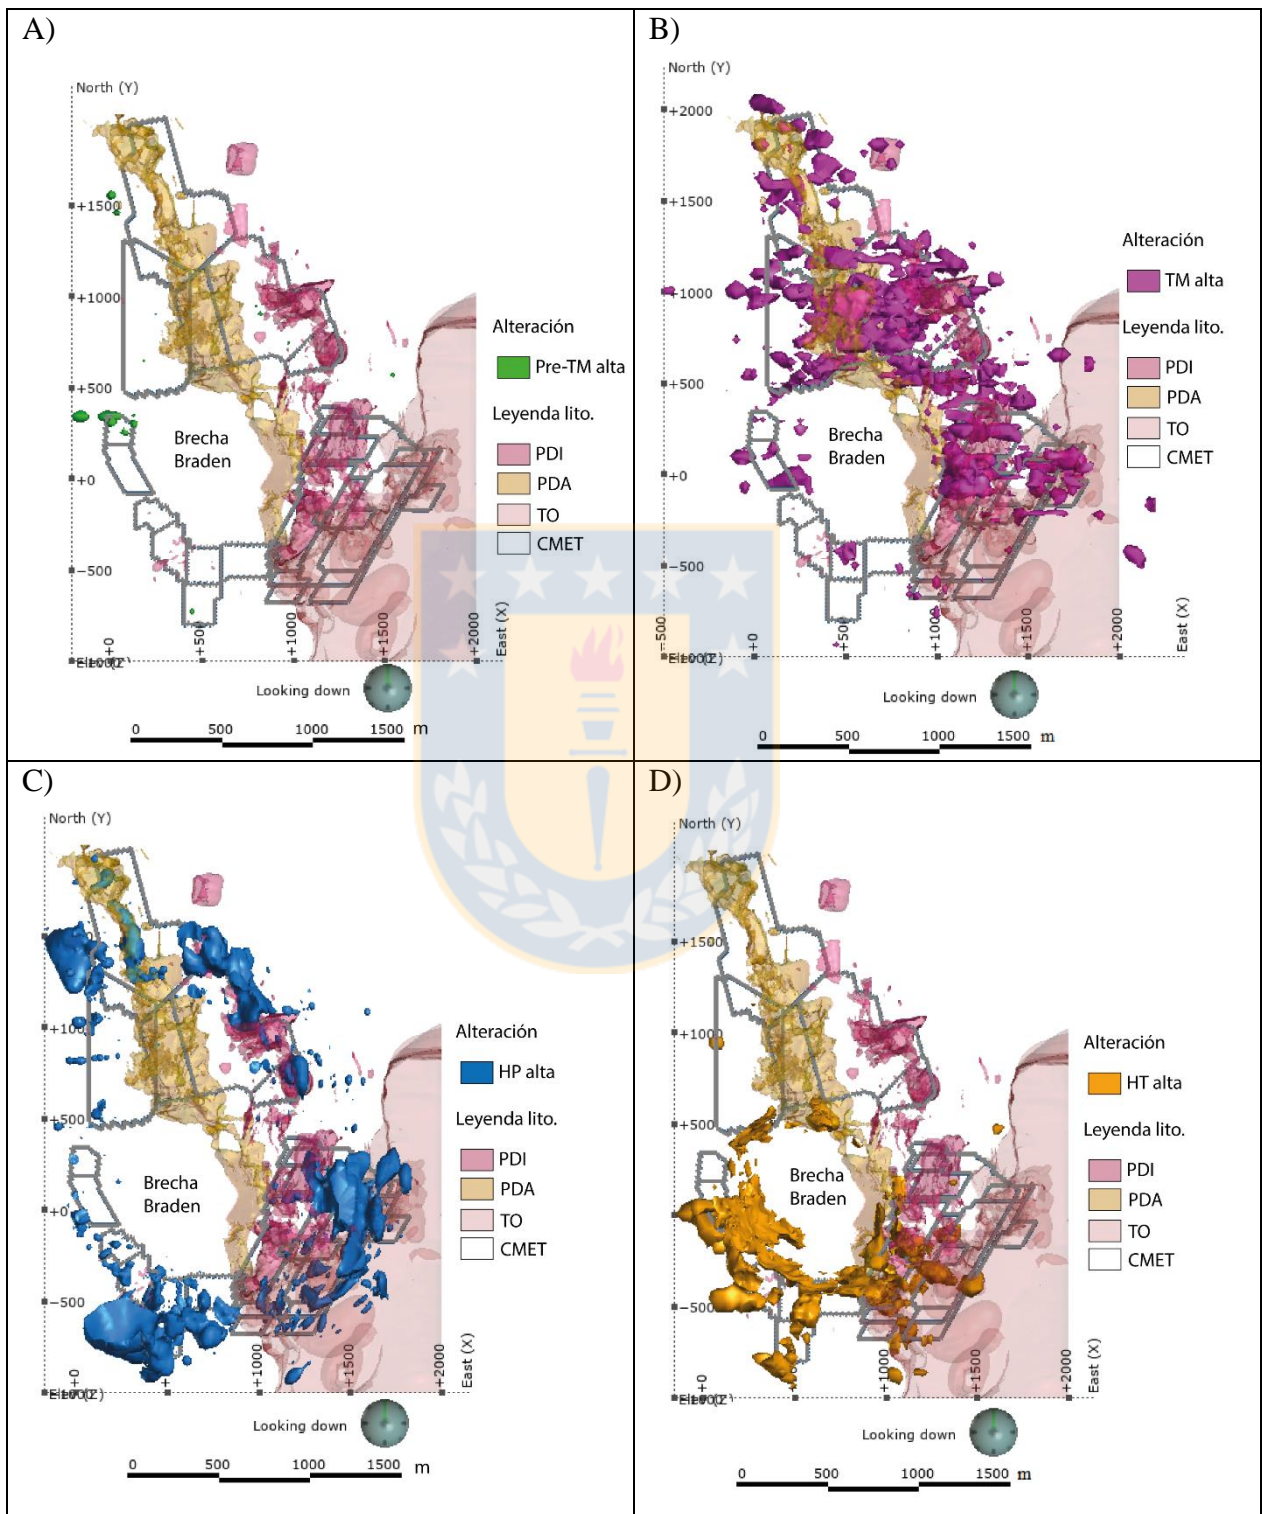 A)
North (Y)
+1500
+1000
+500
+0
−500
Brecha
Braden
Alteración
Pre-TM alta
Leyenda lito.
PDI
PDA
TO
CMET
+0
+500
+1000
+1500
+2000
East (X)
Looking down
0 500 1000 1500 m
B)
North (Y)
+2000
+1500
+1000
+500
+0
−500
Brecha
Braden
Alteración
TM alta
Leyenda lito.
PDI
PDA
TO
CMET
−500
+0
+500
+1000
+1500
+2000
East (X)
Looking down
0 500 1000 1500 m
C)
North (Y)
+500
+0
−500
Brecha
Braden
Alteración
HP alta
Leyenda lito.
PDI
PDA
TO
CMET
+0
+1000
+1500
+2000
East (X)
Looking down
0 500 1000 1500 m
D)
North (Y)
+1500
+1000
+500
−500
Brecha
Braden
Alteración
HT alta
Leyenda lito.
PDI
PDA
TO
CMET
+0
+1000
+1500
+2000
East (X)
Looking down
0 500 1000 1500 m